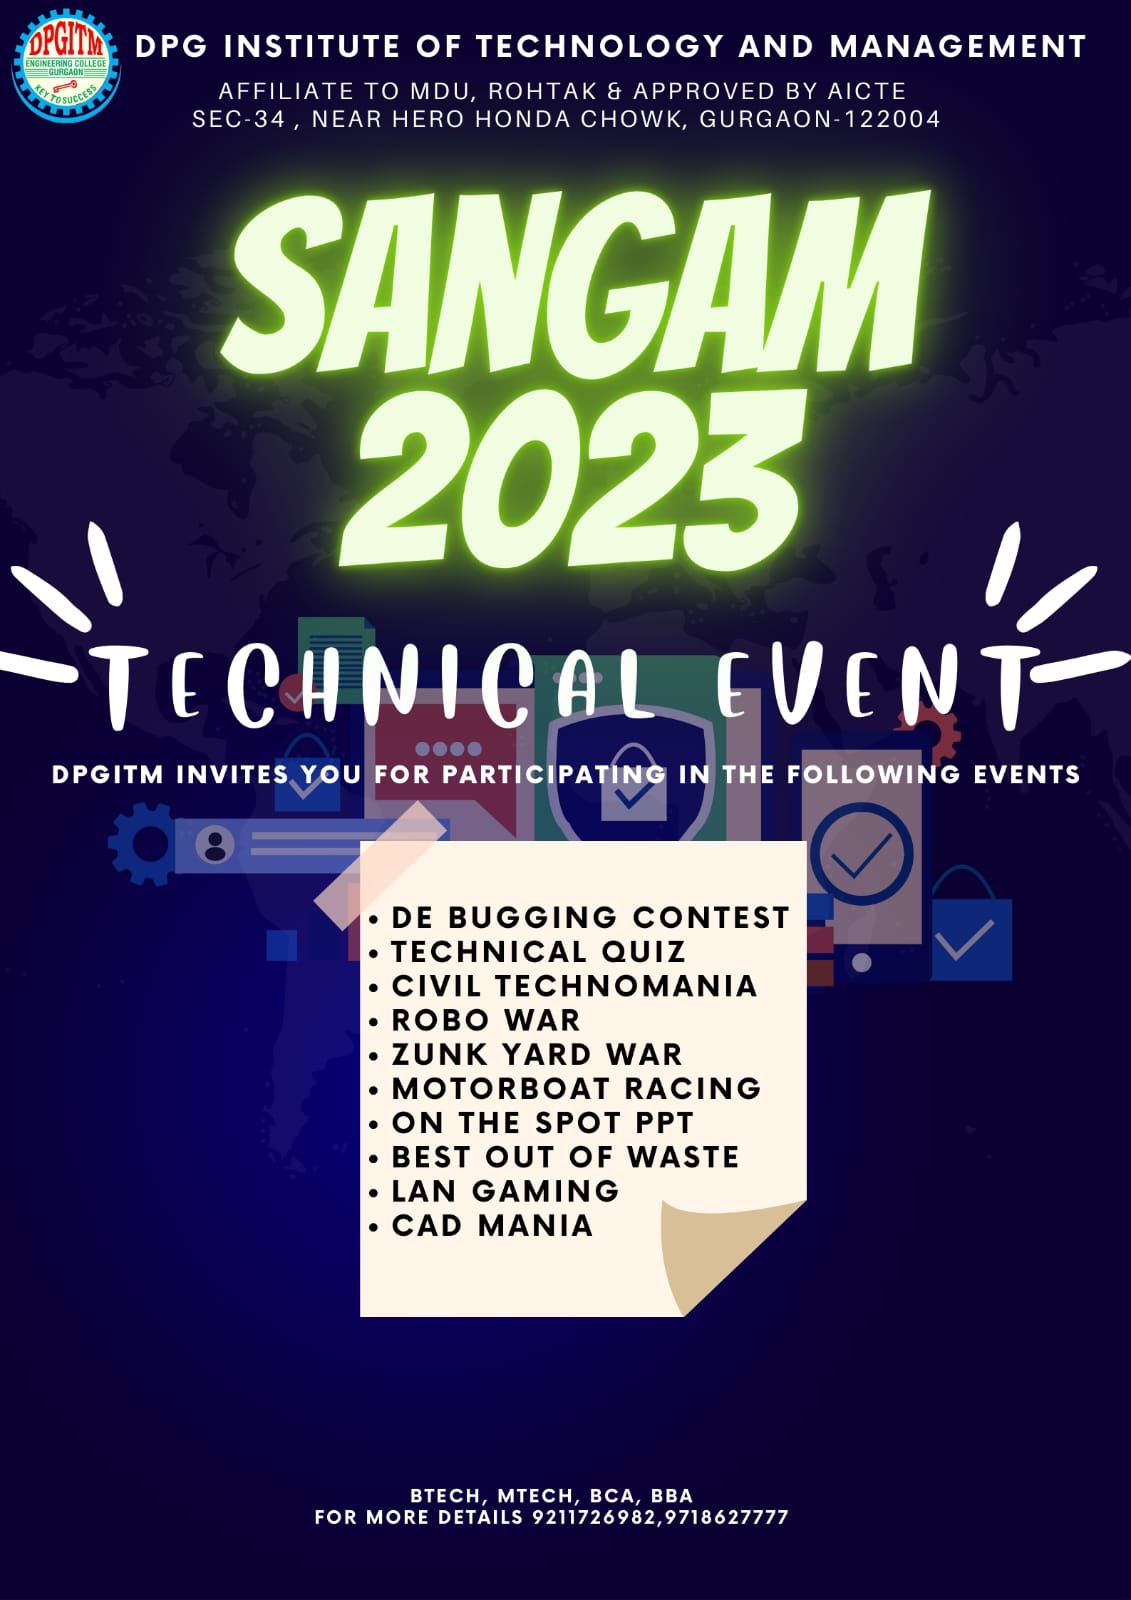 DPGITM
ENGINEERING COLLEGE
GURGAON
KEY TO SUCCESS
DPG INSTITUTE OF TECHNOLOGY AND MANAGEMENT
AFFILIATE TO MDU, ROHTAK & APPROVED BY AICTE
SEC-34 , NEAR HERO HONDA CHOWK, GURGAON-122004
SANGAM
2023
TECHNICAL EVENT
DPGITM INVITES YOU FOR PARTICIPATING IN THE FOLLOWING EVENTS
• DE BUGGING CONTEST
• TECHNICAL QUIZ
• CIVIL TECHNOMANIA
• ROBO WAR
• ZUNK YARD WAR
• MOTORBOAT RACING
• ON THE SPOT PPT
• BEST OUT OF WASTE
• LAN GAMING
• CAD MANIA
BTECH, MTECH, BCA, BBA
FOR MORE DETAILS 9211726982,9718627777